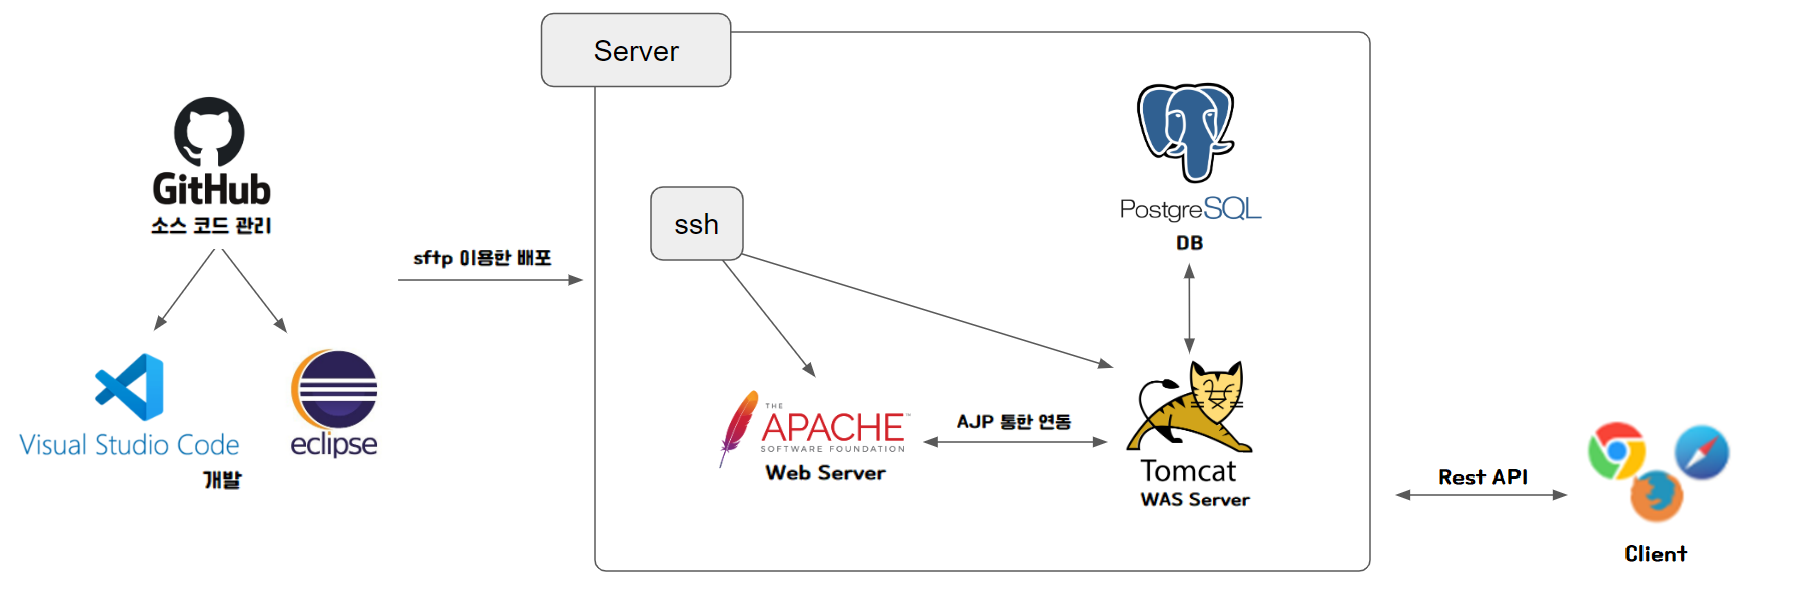 Server
GitHub
소스 코드 관리
sftp 이용한 배포
Visual Studio Code
eclipse
개발
ssh
PostgreSQL
DB
THE
APACHE™
SOFTWARE FOUNDATION
Web Server
AJP 통한 연동
Tomcat
WAS Server
Rest API
Client